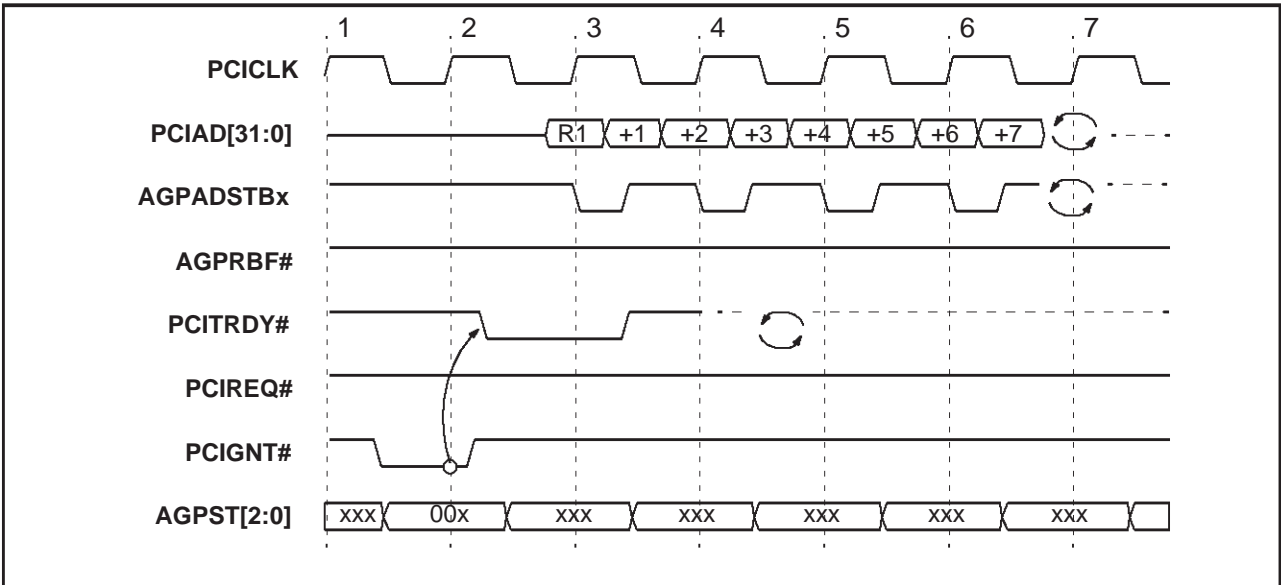 . 1 . 2 . 3 . 4 . 5 . 6 . 7
PCICLK
PCIAD[31:0] R1 +1 +2 +3 +4 +5 +6 +7
AGPADSTBx
AGPRBF#
PCITRDY#
PCIREQ#
PCIGNT#
AGPST[2:0] xxx 00x xxx xxx xxx xxx xxx